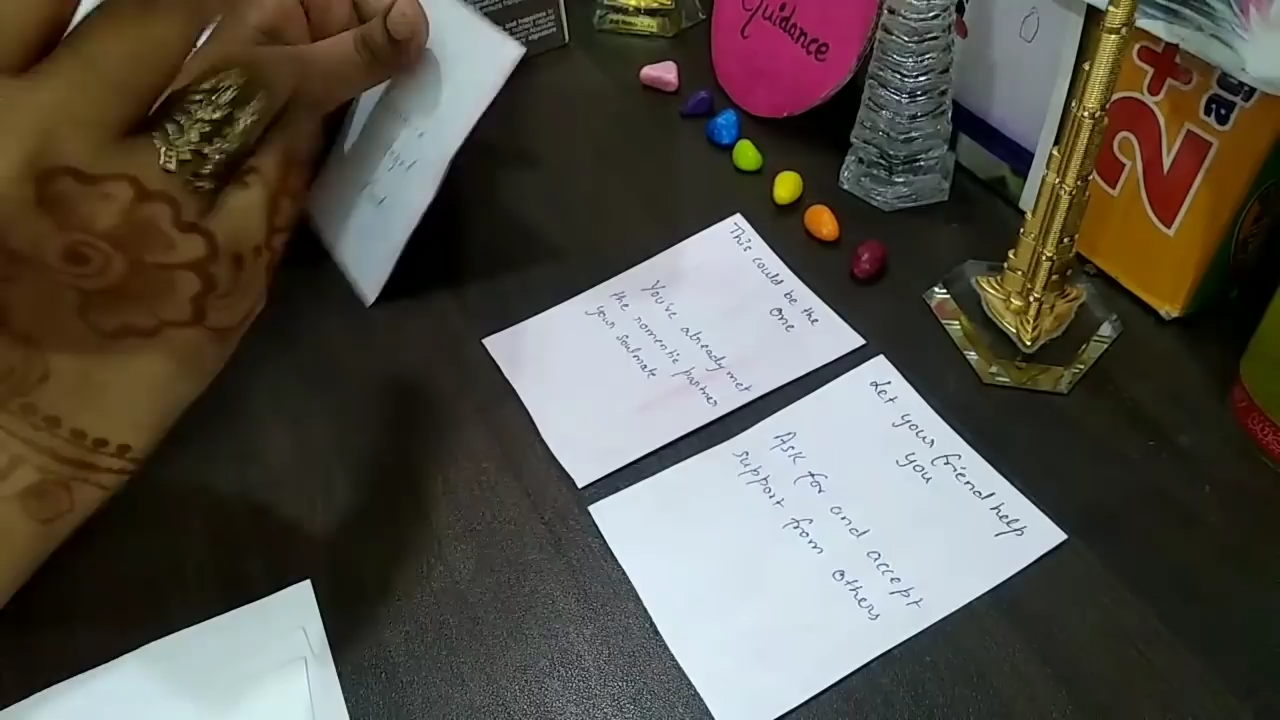 Guidance
This could be the
one
You've already met
the romantic partner
your soulmate
Let your friend help
you
Ask for and accept
support from others
+2